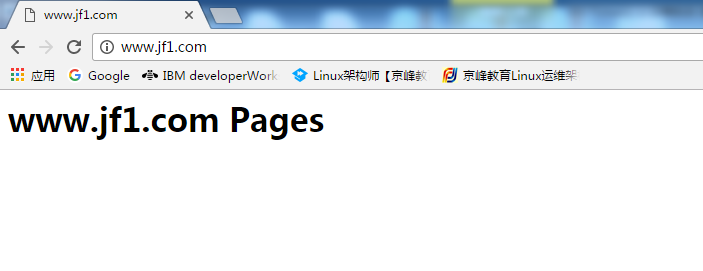 www.jf1.com
www.jf1.com
应用 Google IBM developerWork Linux架构师【京峰教 京峰教育Linux运维架
www.jf1.com Pages